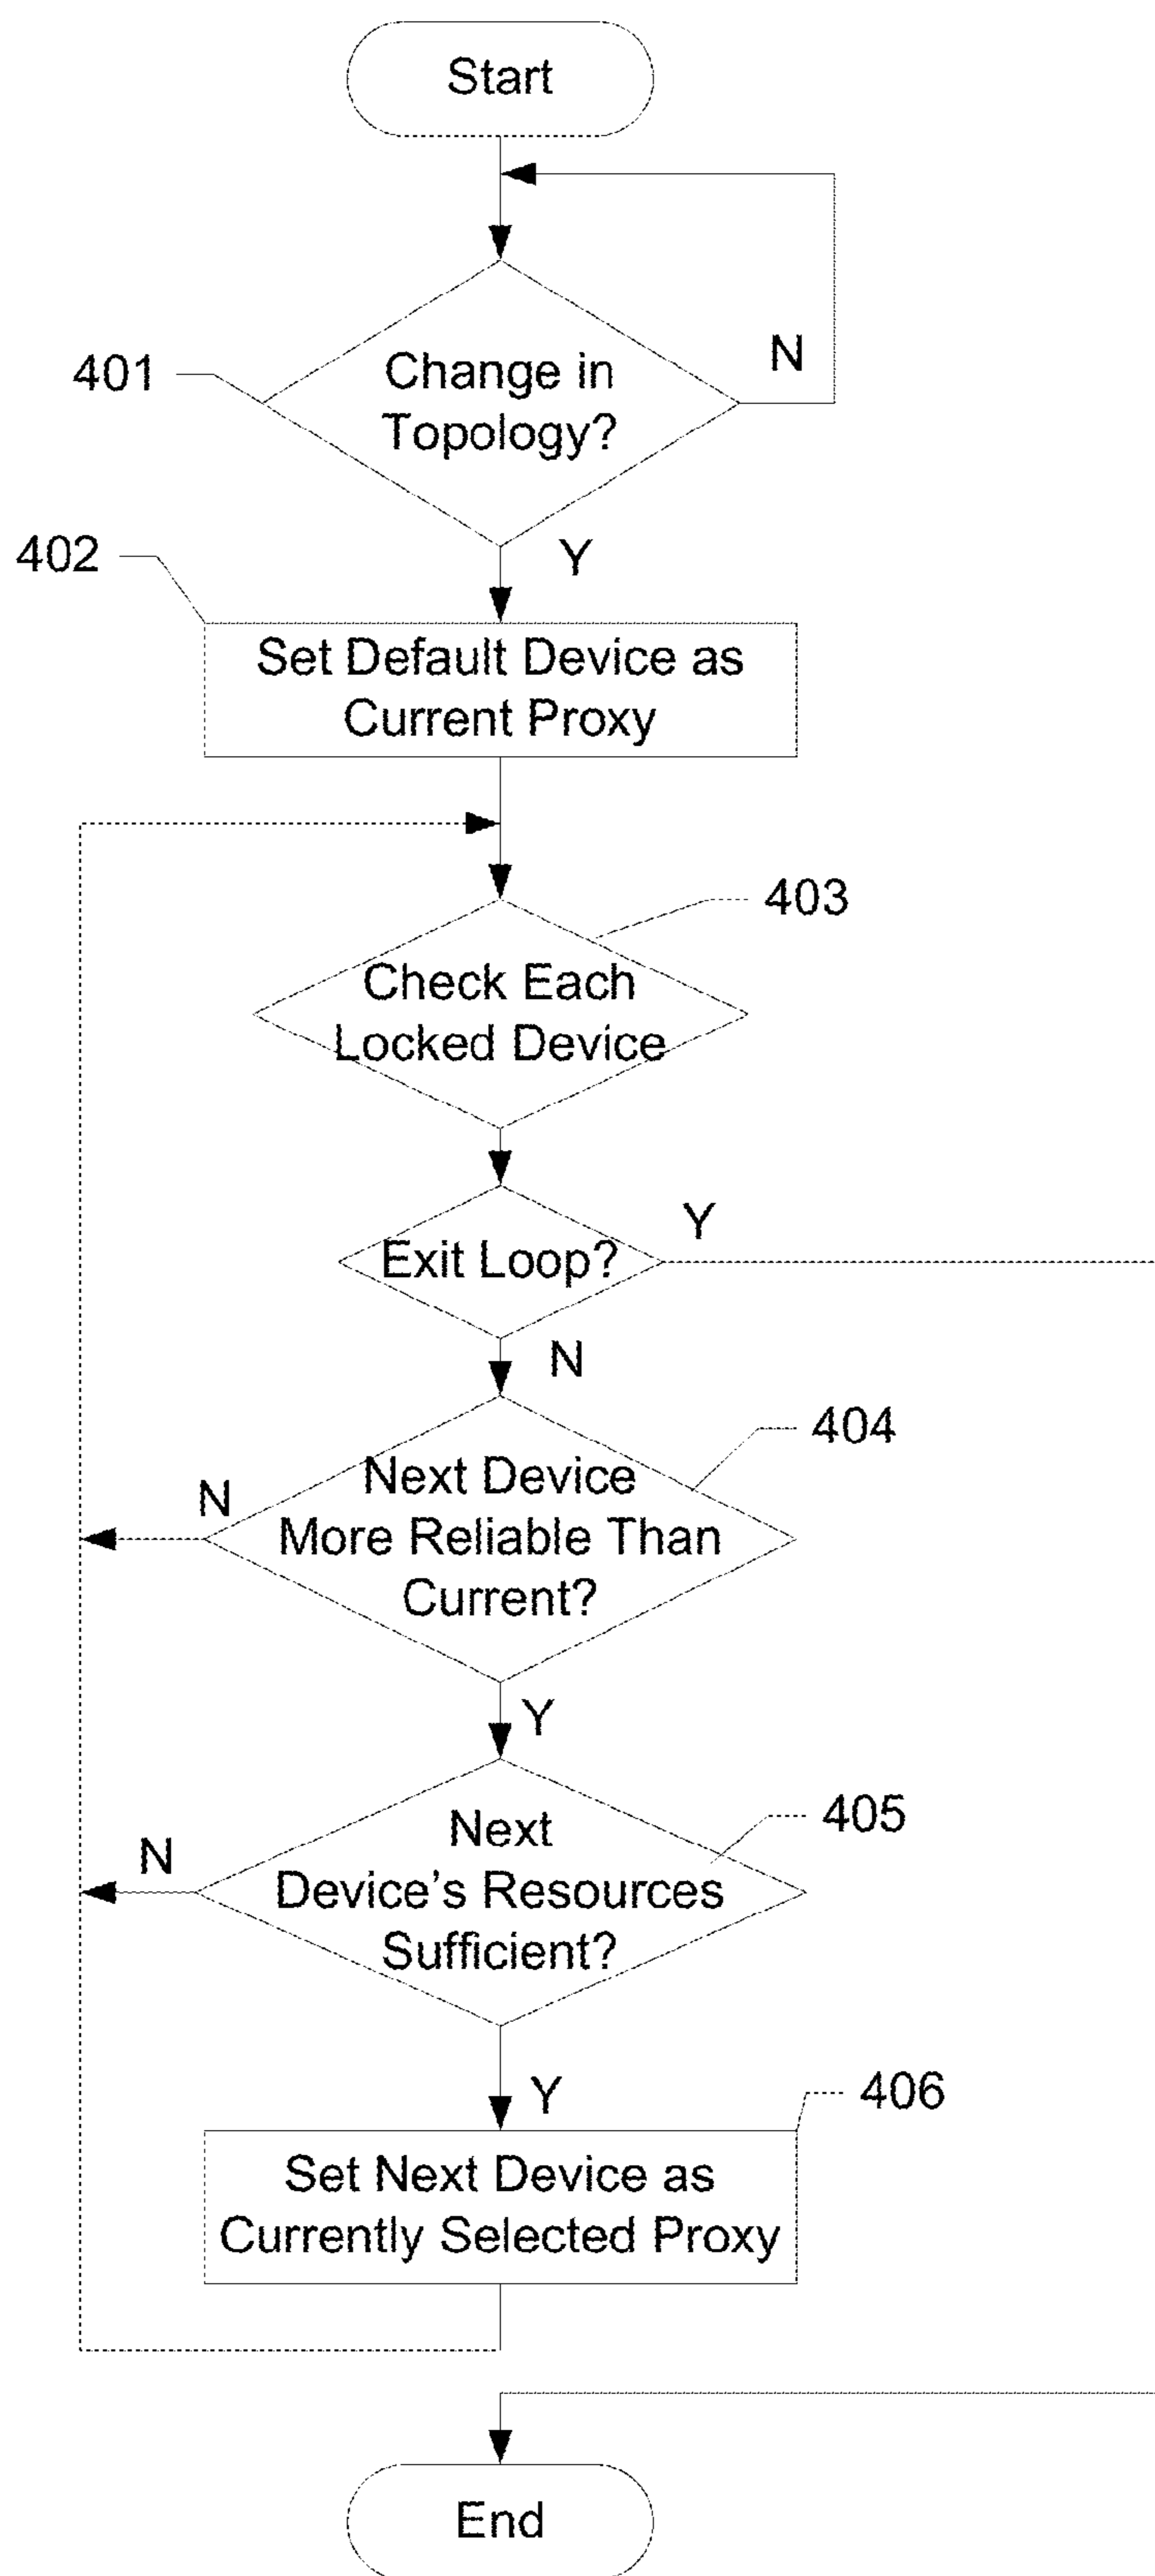 Start
401
Change in
Topology?
N
402
Y
Set Default Device as
Current Proxy
403
Check Each
Locked Device
Exit Loop?
Y
N
404
Next Device
More Reliable Than
Current?
N
Y
405
Next
Device's Resources
Sufficient?
N
Y
406
Set Next Device as
Currently Selected Proxy
End